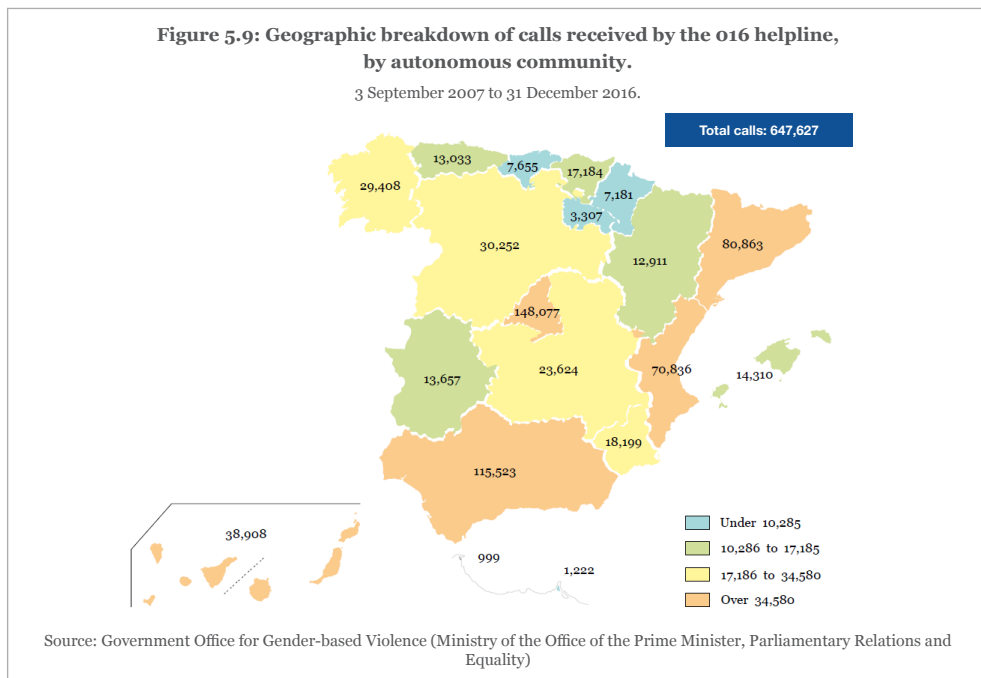 Figure 5.9: Geographic breakdown of calls received by the 016 helpline,
by autonomous community.
3 September 2007 to 31 December 2016.
Total calls: 647,627
13,033
7,655
17,184
29,408
7,181
3,307
30,252
80,863
12,911
148,077
13,657
23,624
70,836
14,310
18,199
115,523
38,908
999
1,222
Under 10,285
10,286 to 17,185
17,186 to 34,580
Over 34,580
Source: Government Office for Gender-based Violence (Ministry of the Office of the Prime Minister, Parliamentary Relations and
Equality)